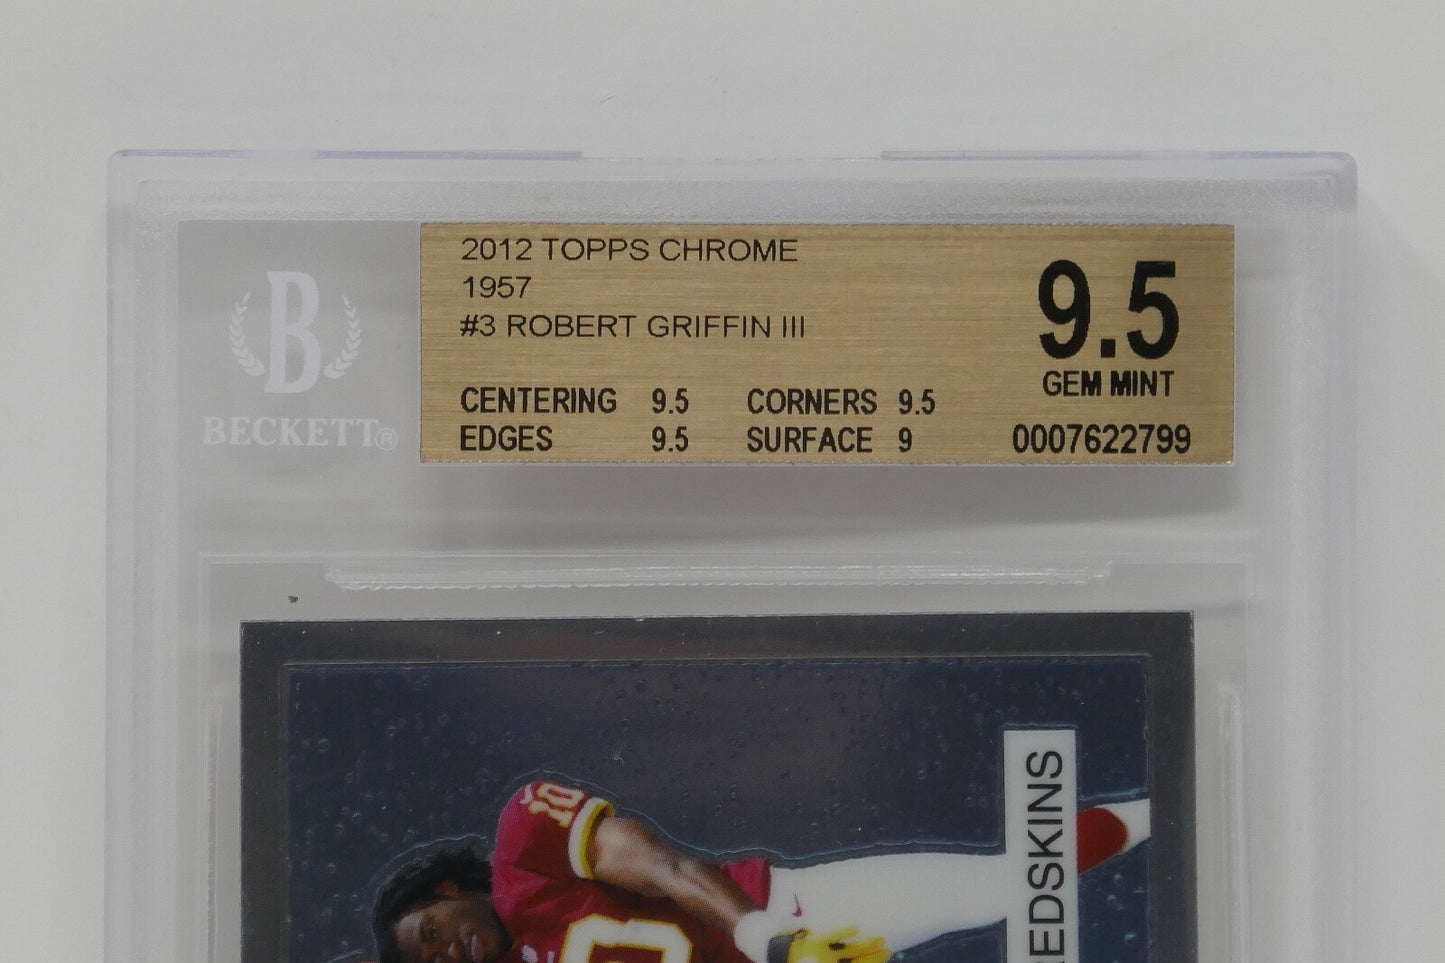 2012 TOPPS CHROME
1957
#3 ROBERT GRIFFIN III
9.5
GEM MINT
CENTERING 9.5 CORNERS 9.5
EDGES 9.5 SURFACE 9
0007622799
B
BECKETT®
10
EDSKINS